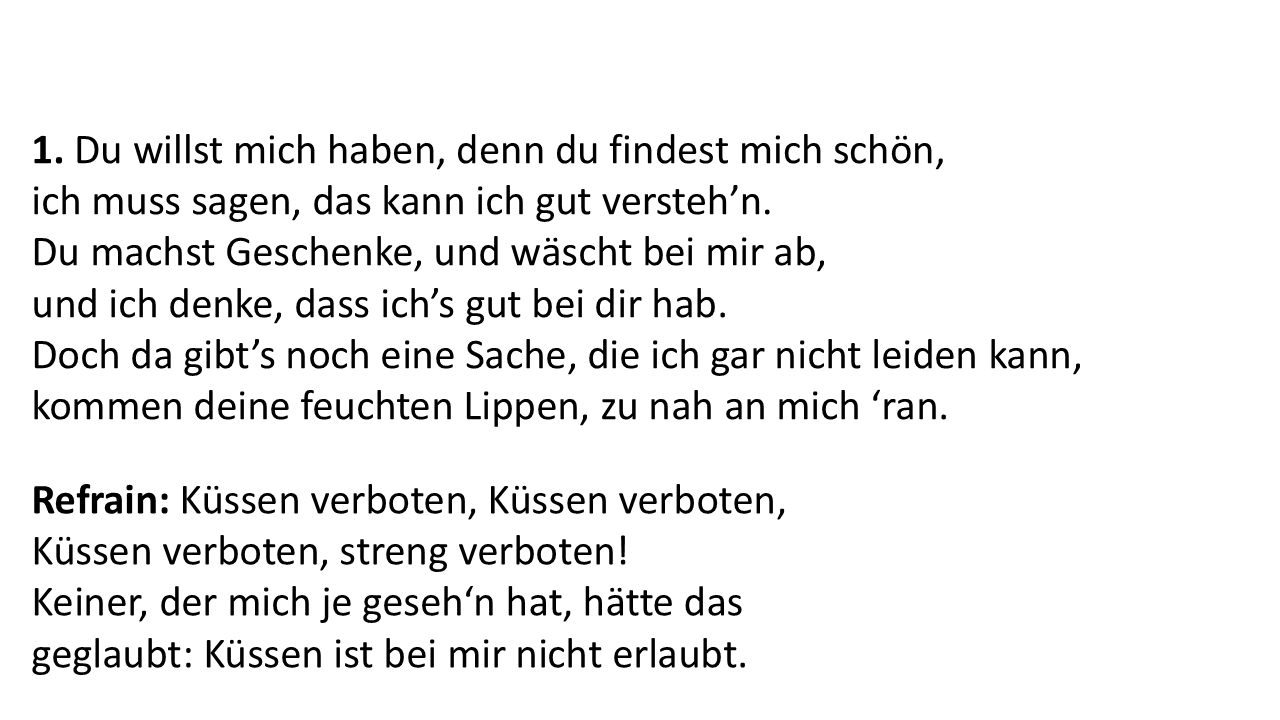 1. Du willst mich haben, denn du findest mich schön,
ich muss sagen, das kann ich gut versteh’n.
Du machst Geschenke, und wäscht bei mir ab,
und ich denke, dass ich’s gut bei dir hab.
Doch da gibt’s noch eine Sache, die ich gar nicht leiden kann,
kommen deine feuchten Lippen, zu nah an mich ‘ran.
Refrain: Küssen verboten, Küssen verboten,
Küssen verboten, streng verboten!
Keiner, der mich je geseh‘n hat, hätte das
geglaubt: Küssen ist bei mir nicht erlaubt.